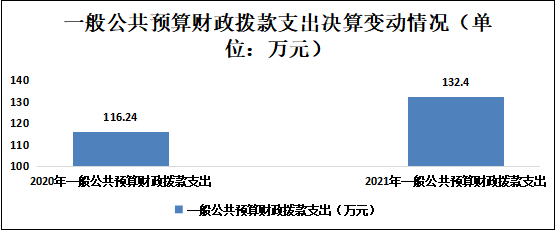 一般公共预算财政拨款支出决算变动情况（单
位：万元）
140
130
120
110
100
116.24
132.4
2020年一般公共预算财政拨款支出
2021年一般公共预算财政拨款支出
一般公共预算财政拨款支出（万元）